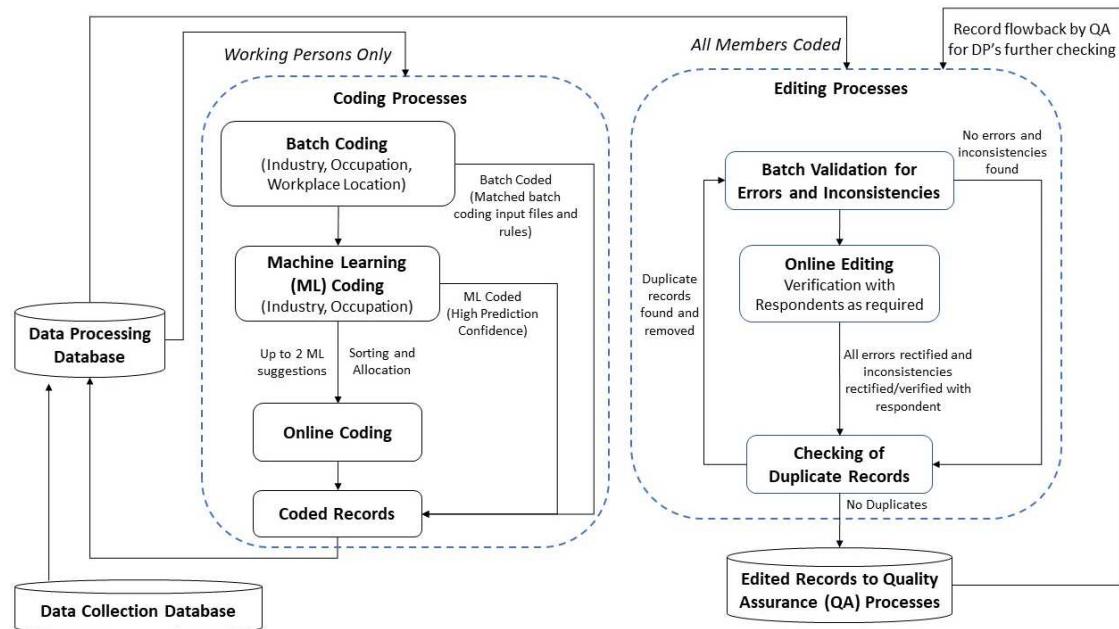 Working Persons Only
All Members Coded
Record flowback by QA
for DP's further checking
Coding Processes
Batch Coding
(Industry, Occupation,
Workplace Location)
Batch Coded
(Matched batch
coding input files and
rules)
Machine Learning
(ML) Coding
(Industry, Occupation)
ML Coded
(High Prediction
Confidence)
Up to 2 ML
suggestions
Sorting and
Allocation
Online Coding
Coded Records
Data Processing
Database
Data Collection Database
Editing Processes
No errors and
inconsistencies
found
Batch Validation for
Errors and Inconsistencies
Online Editing
Verification with
Respondents as required
Duplicate
records
found and
removed
All errors rectified and
inconsistencies
rectified/verified with
respondent
Checking of
Duplicate Records
No Duplicates
Edited Records to Quality
Assurance (QA) Processes